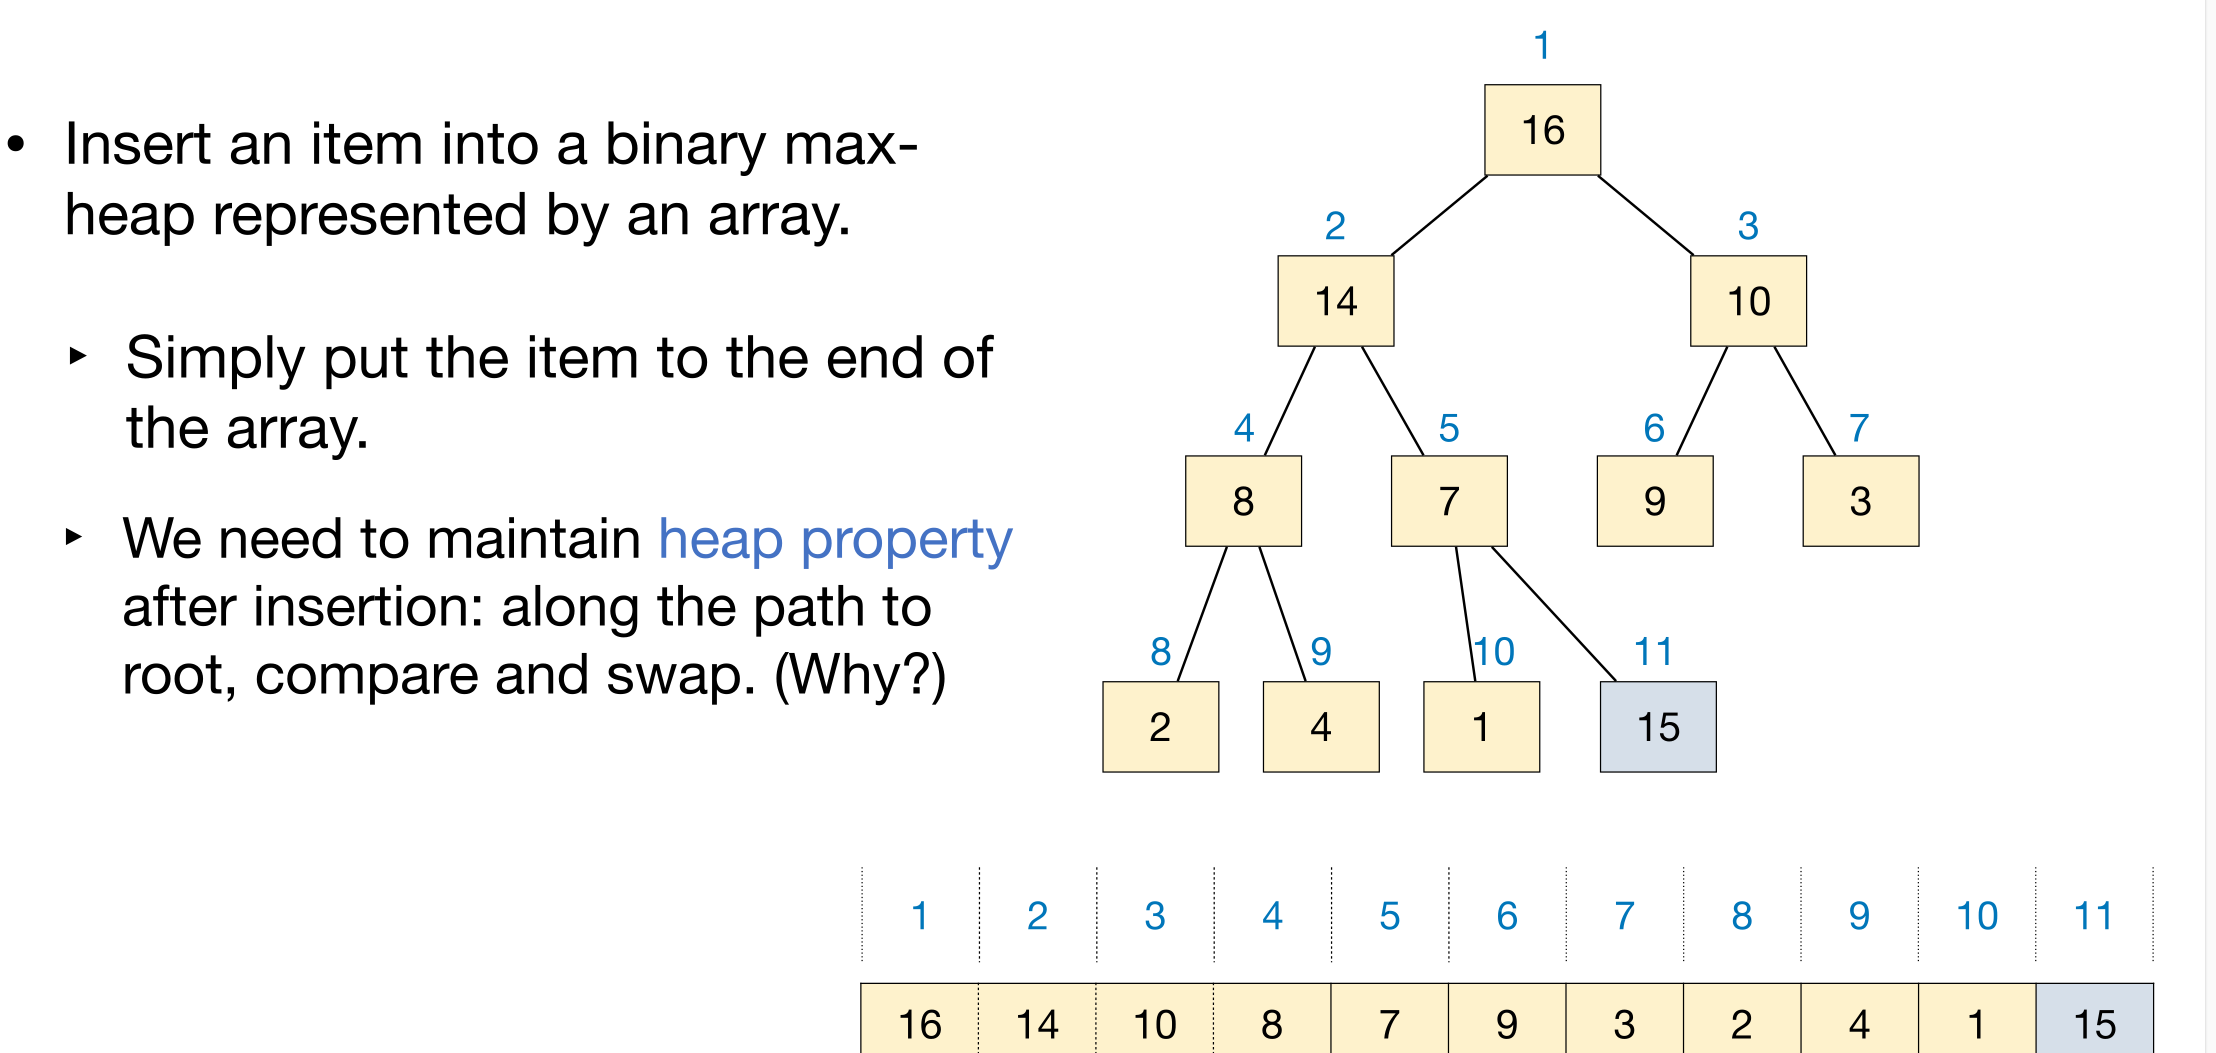 • Insert an item into a binary max-
heap represented by an array.
‣ Simply put the item to the end of
the array.
‣ We need to maintain heap property
after insertion: along the path to
root, compare and swap. (Why?)
1
16
2 3
14 10
4 5 6 7
8 7 9 3
8 9 10 11
2 4 1 15
1 2 3 4 5 6 7 8 9 10 11
16 14 10 8 7 9 3 2 4 1 15